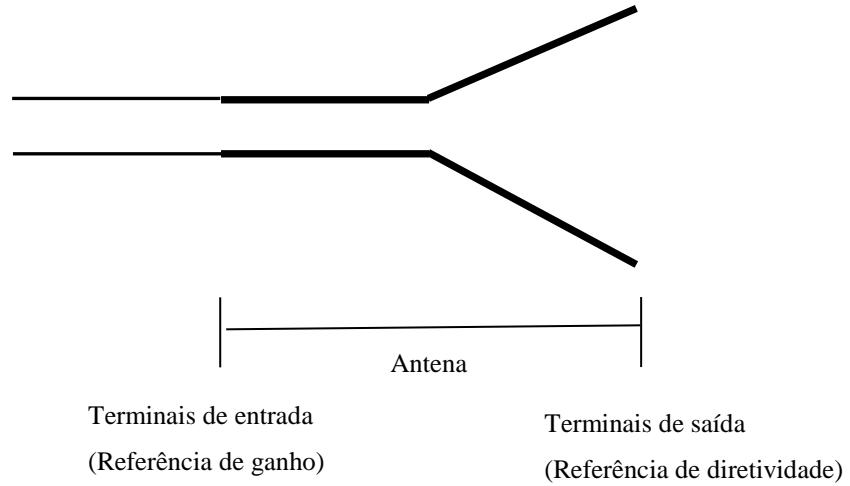 Antena
Terminais de entrada
(Referência de ganho)
Terminais de saída
(Referência de diretividade)